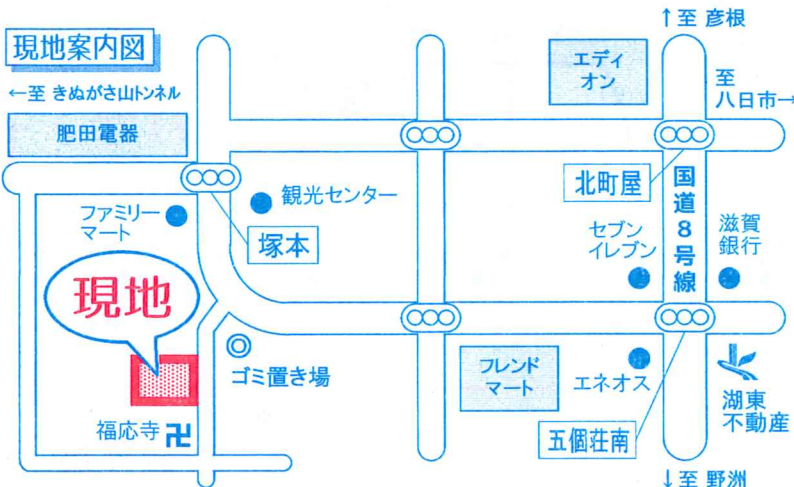 現地案内図
←至 きぬがさ山トンネル
肥田電器
↑至 彦根
エディ
オン
至
八日市→
北町屋
国道8号線
観光センター
ファミリー
マート
塚本
セブン
イレブン
滋賀
銀行
現地
ゴミ置き場
フレンド
マート
エネオス
湖東
不動産
福応寺 卍
五個荘南
↓至 野洲